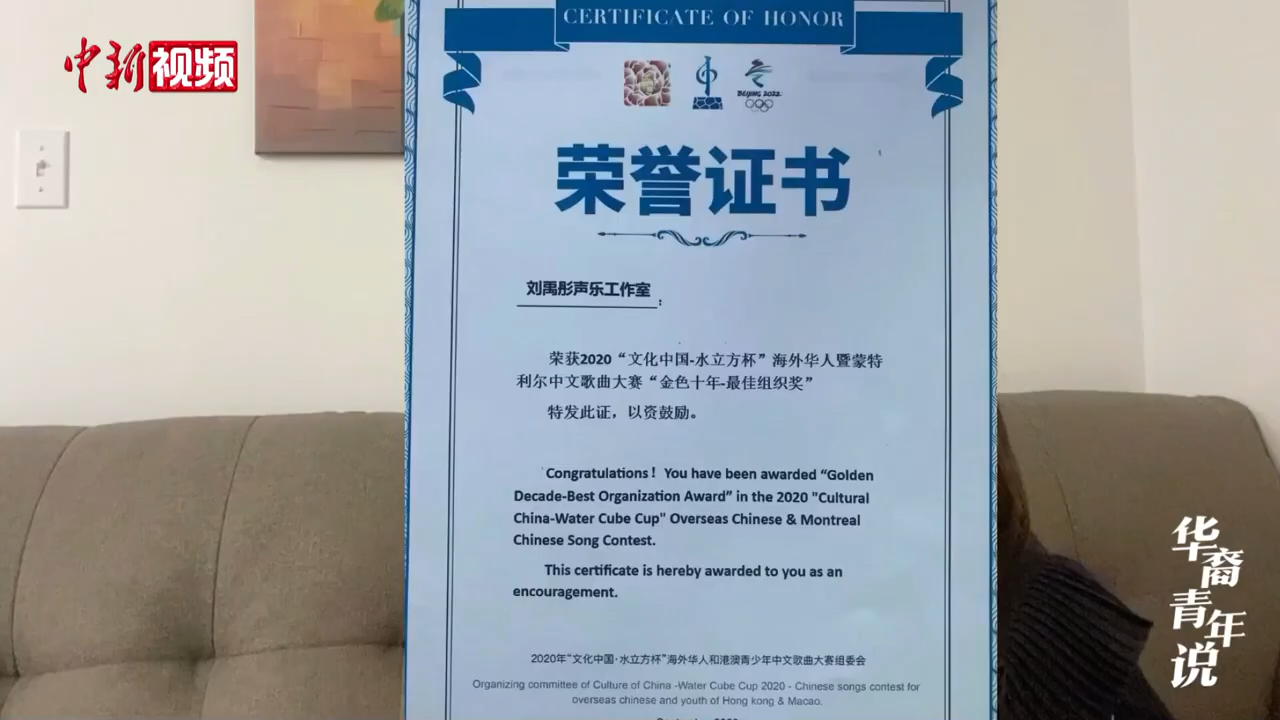 中新视频
CERTIFICATE OF HONOR
BEIJING 2022
荣誉证书
刘禹彤声乐工作室：
荣获2020“文化中国-水立方杯”海外华人暨蒙特
利尔中文歌曲大赛“金色十年-最佳组织奖”
特发此证，以资鼓励。
Congratulations！ You have been awarded “Golden
Decade-Best Organization Award” in the 2020 "Cultural
China-Water Cube Cup" Overseas Chinese & Montreal
Chinese Song Contest.
This certificate is hereby awarded to you as an
encouragement.
2020年“文化中国·水立方杯”海外华人和港澳青少年中文歌曲大赛组委会
Organizing committee of Culture of China -Water Cube Cup 2020 - Chinese songs contest for
overseas chinese and youth of Hong kong & Macao.
华裔青年说